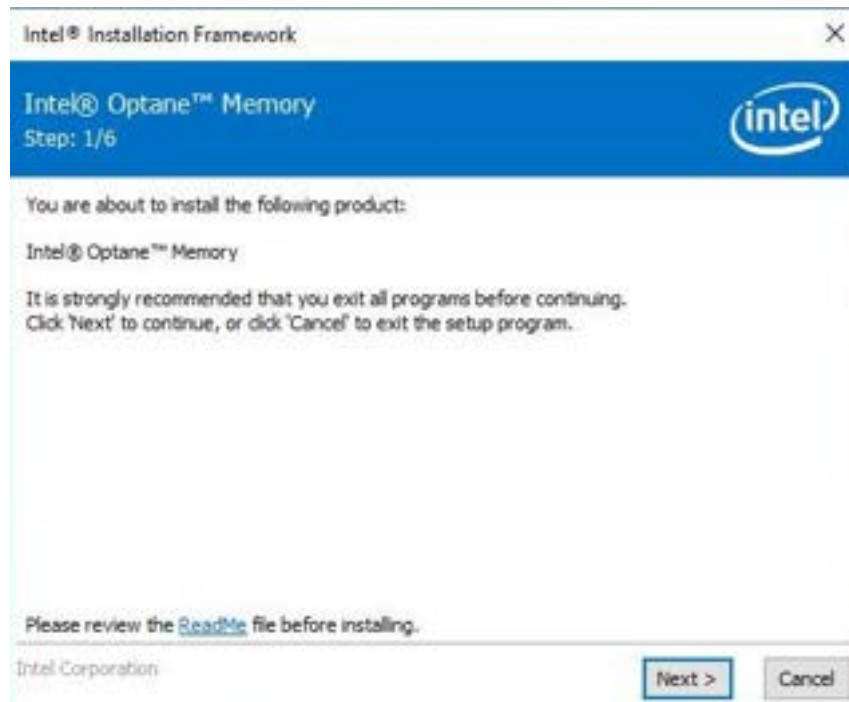 Intel® Installation Framework
Intel® Optane™ Memory
Step: 1/6
intel
You are about to install the following product:
Intel® Optane™ Memory
It is strongly recommended that you exit all programs before continuing.
Click 'Next' to continue, or click 'Cancel' to exit the setup program.
Please review the ReadMe file before installing.
Intel Corporation
Next >
Cancel